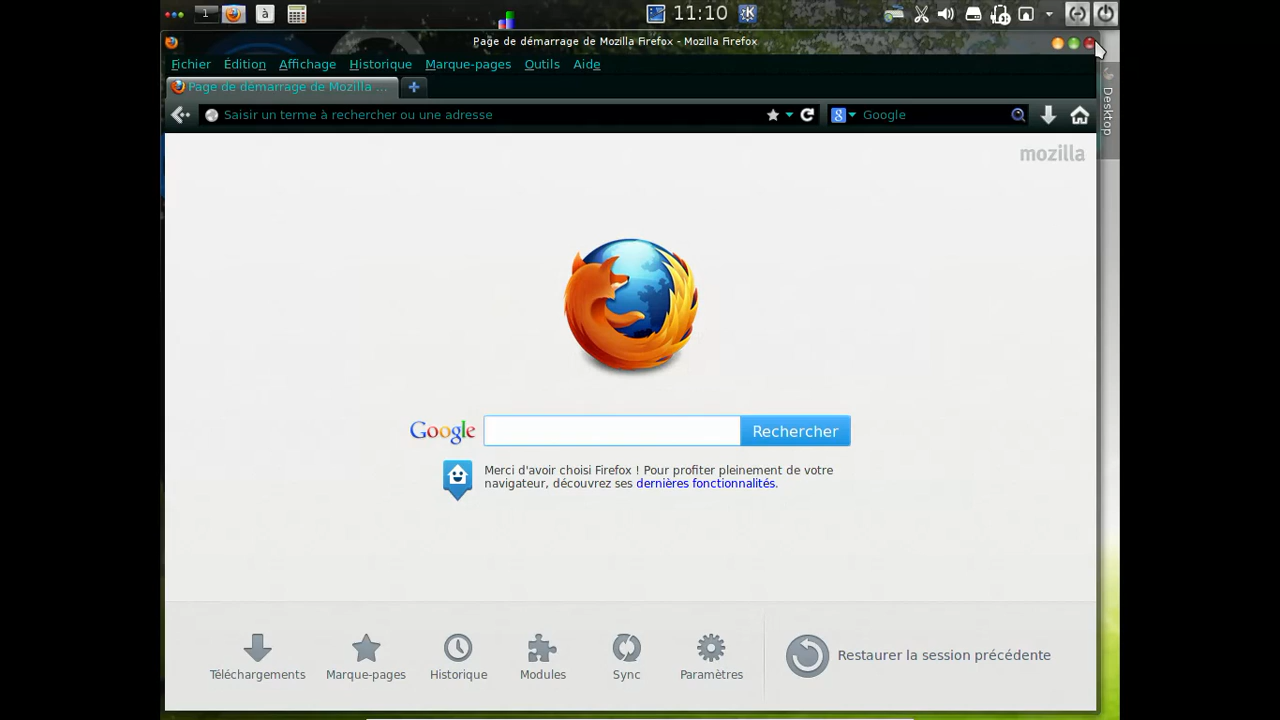 1
à
11:10
Page de démarrage de Mozilla Firefox - Mozilla Firefox
Fichier Édition Affichage Historique Marque-pages Outils Aide
Page de démarrage de Mozilla ...
Saisir un terme à rechercher ou une adresse
8 Google
Desktop
mozilla
Google Rechercher
Merci d'avoir choisi Firefox ! Pour profiter pleinement de votre
navigateur, découvrez ses dernières fonctionnalités.
Téléchargements Marque-pages Historique Modules Sync Paramètres Restaurer la session précédente